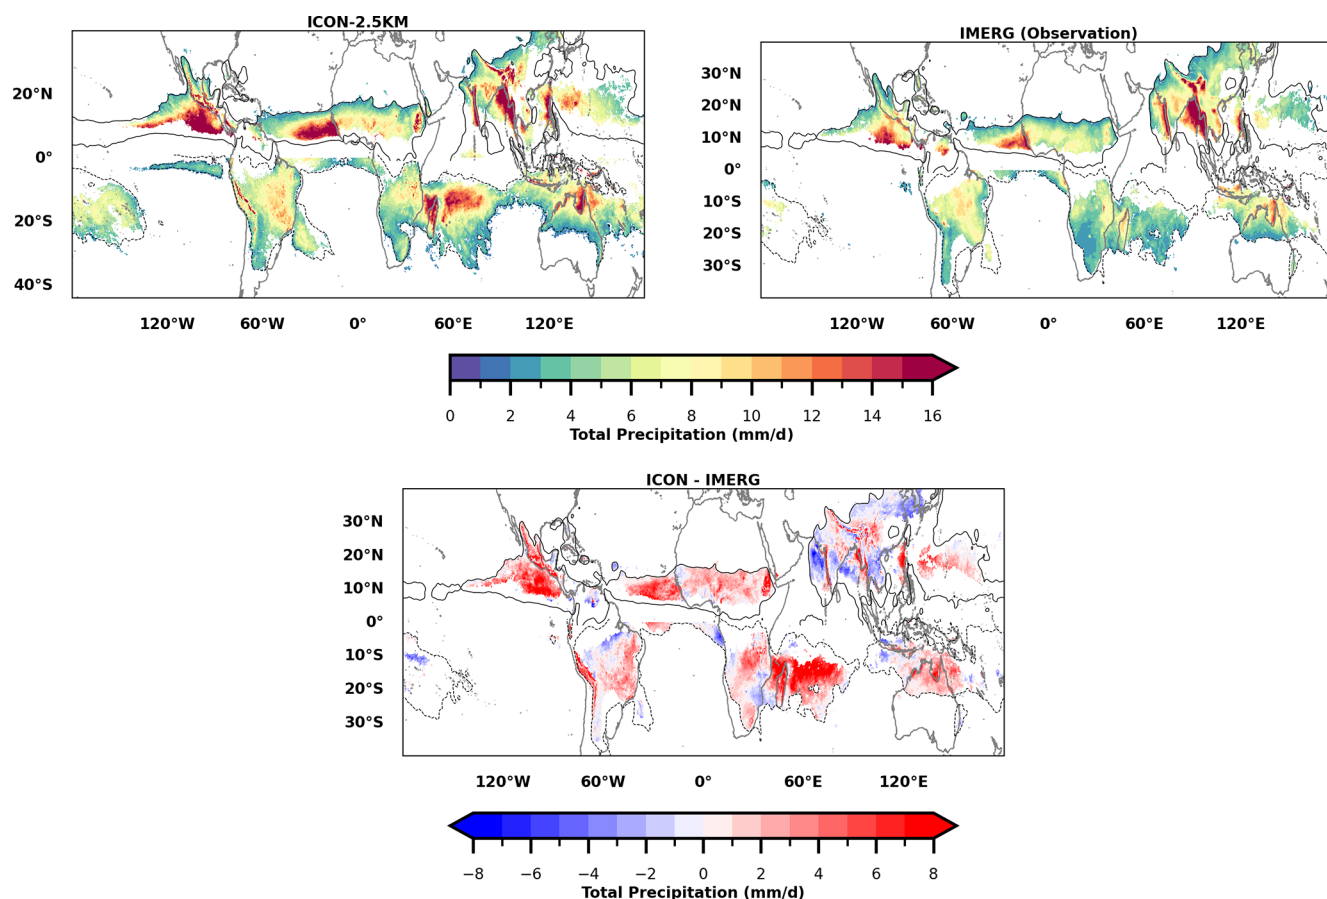 ICON-2.5KM
20°N
0°
20°S
40°S
120°W 60°W 0° 60°E 120°E
IMERG (Observation)
30°N
20°N
10°N
0°
10°S
20°S
30°S
120°W 60°W 0° 60°E 120°E
0 2 4 6 8 10 12 14 16
Total Precipitation (mm/d)
ICON - IMERG
30°N
20°N
10°N
0°
10°S
20°S
30°S
120°W 60°W 0° 60°E 120°E
−8 −6 −4 −2 0 2 4 6 8
Total Precipitation (mm/d)